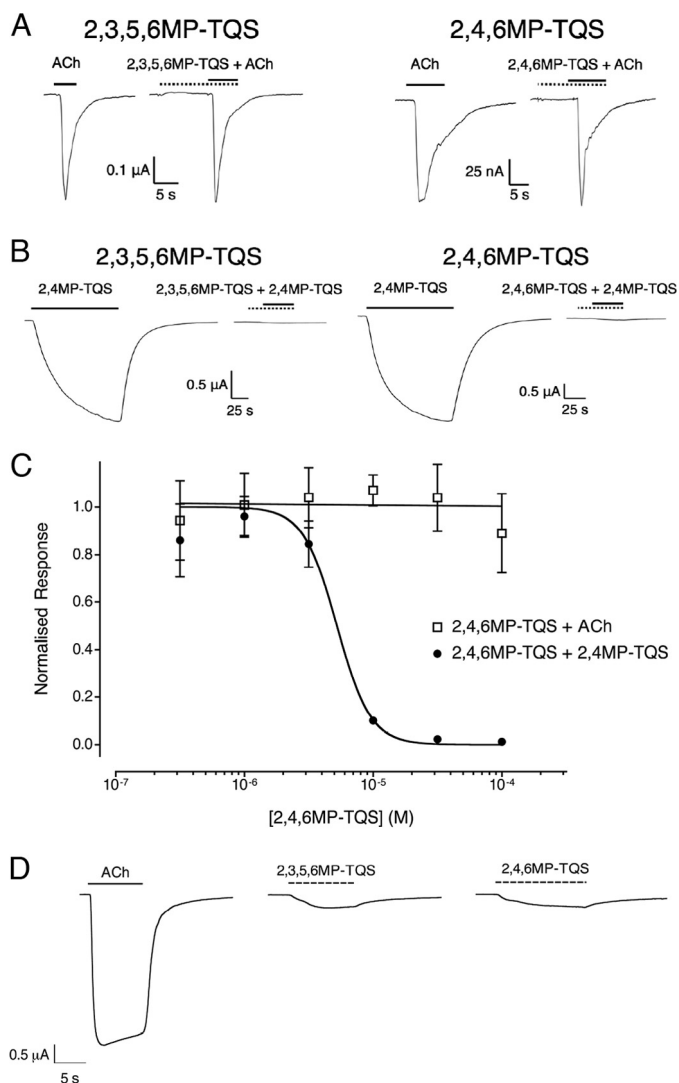 A
2,3,5,6MP-TQS
2,4,6MP-TQS
ACh
2,3,5,6MP-TQS + ACh
ACh
2,4,6MP-TQS + ACh
0.1 µA
5 s
25 nA
5 s
B
2,3,5,6MP-TQS
2,4,6MP-TQS
2,4MP-TQS
2,3,5,6MP-TQS + 2,4MP-TQS
2,4MP-TQS
2,4,6MP-TQS + 2,4MP-TQS
0.5 µA
25 s
0.5 µA
25 s
C
Normalised Response
1.0
0.8
0.6
0.4
0.2
0.0
2,4,6MP-TQS + ACh
2,4,6MP-TQS + 2,4MP-TQS
10-7
10-6
10-5
10-4
[2,4,6MP-TQS] (M)
D
ACh
2,3,5,6MP-TQS
2,4,6MP-TQS
0.5 µA
5 s